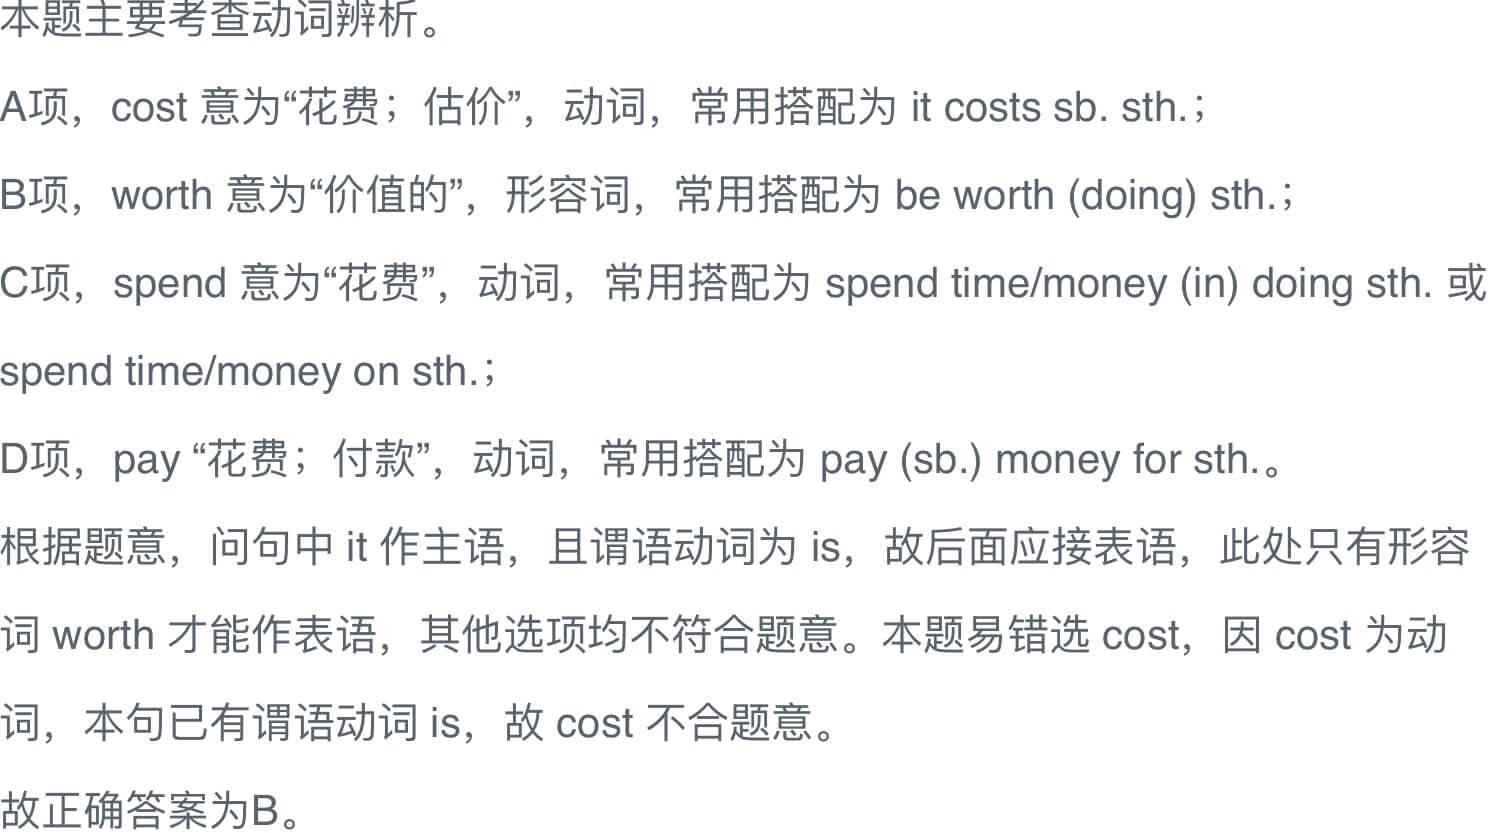 本题主要考查动词辨析。
A项，cost 意为“花费；估价”，动词，常用搭配为 it costs sb. sth.；
B项，worth 意为“价值的”，形容词，常用搭配为 be worth (doing) sth.；
C项，spend 意为“花费”，动词，常用搭配为 spend time/money (in) doing sth. 或
spend time/money on sth.；
D项，pay “花费；付款”，动词，常用搭配为 pay (sb.) money for sth.。
根据题意，问句中 it 作主语，且谓语动词为 is，故后面应接表语，此处只有形容
词 worth 才能作表语，其他选项均不符合题意。本题易错选 cost，因 cost 为动
词，本句已有谓语动词 is，故 cost 不合题意。
故正确答案为B。